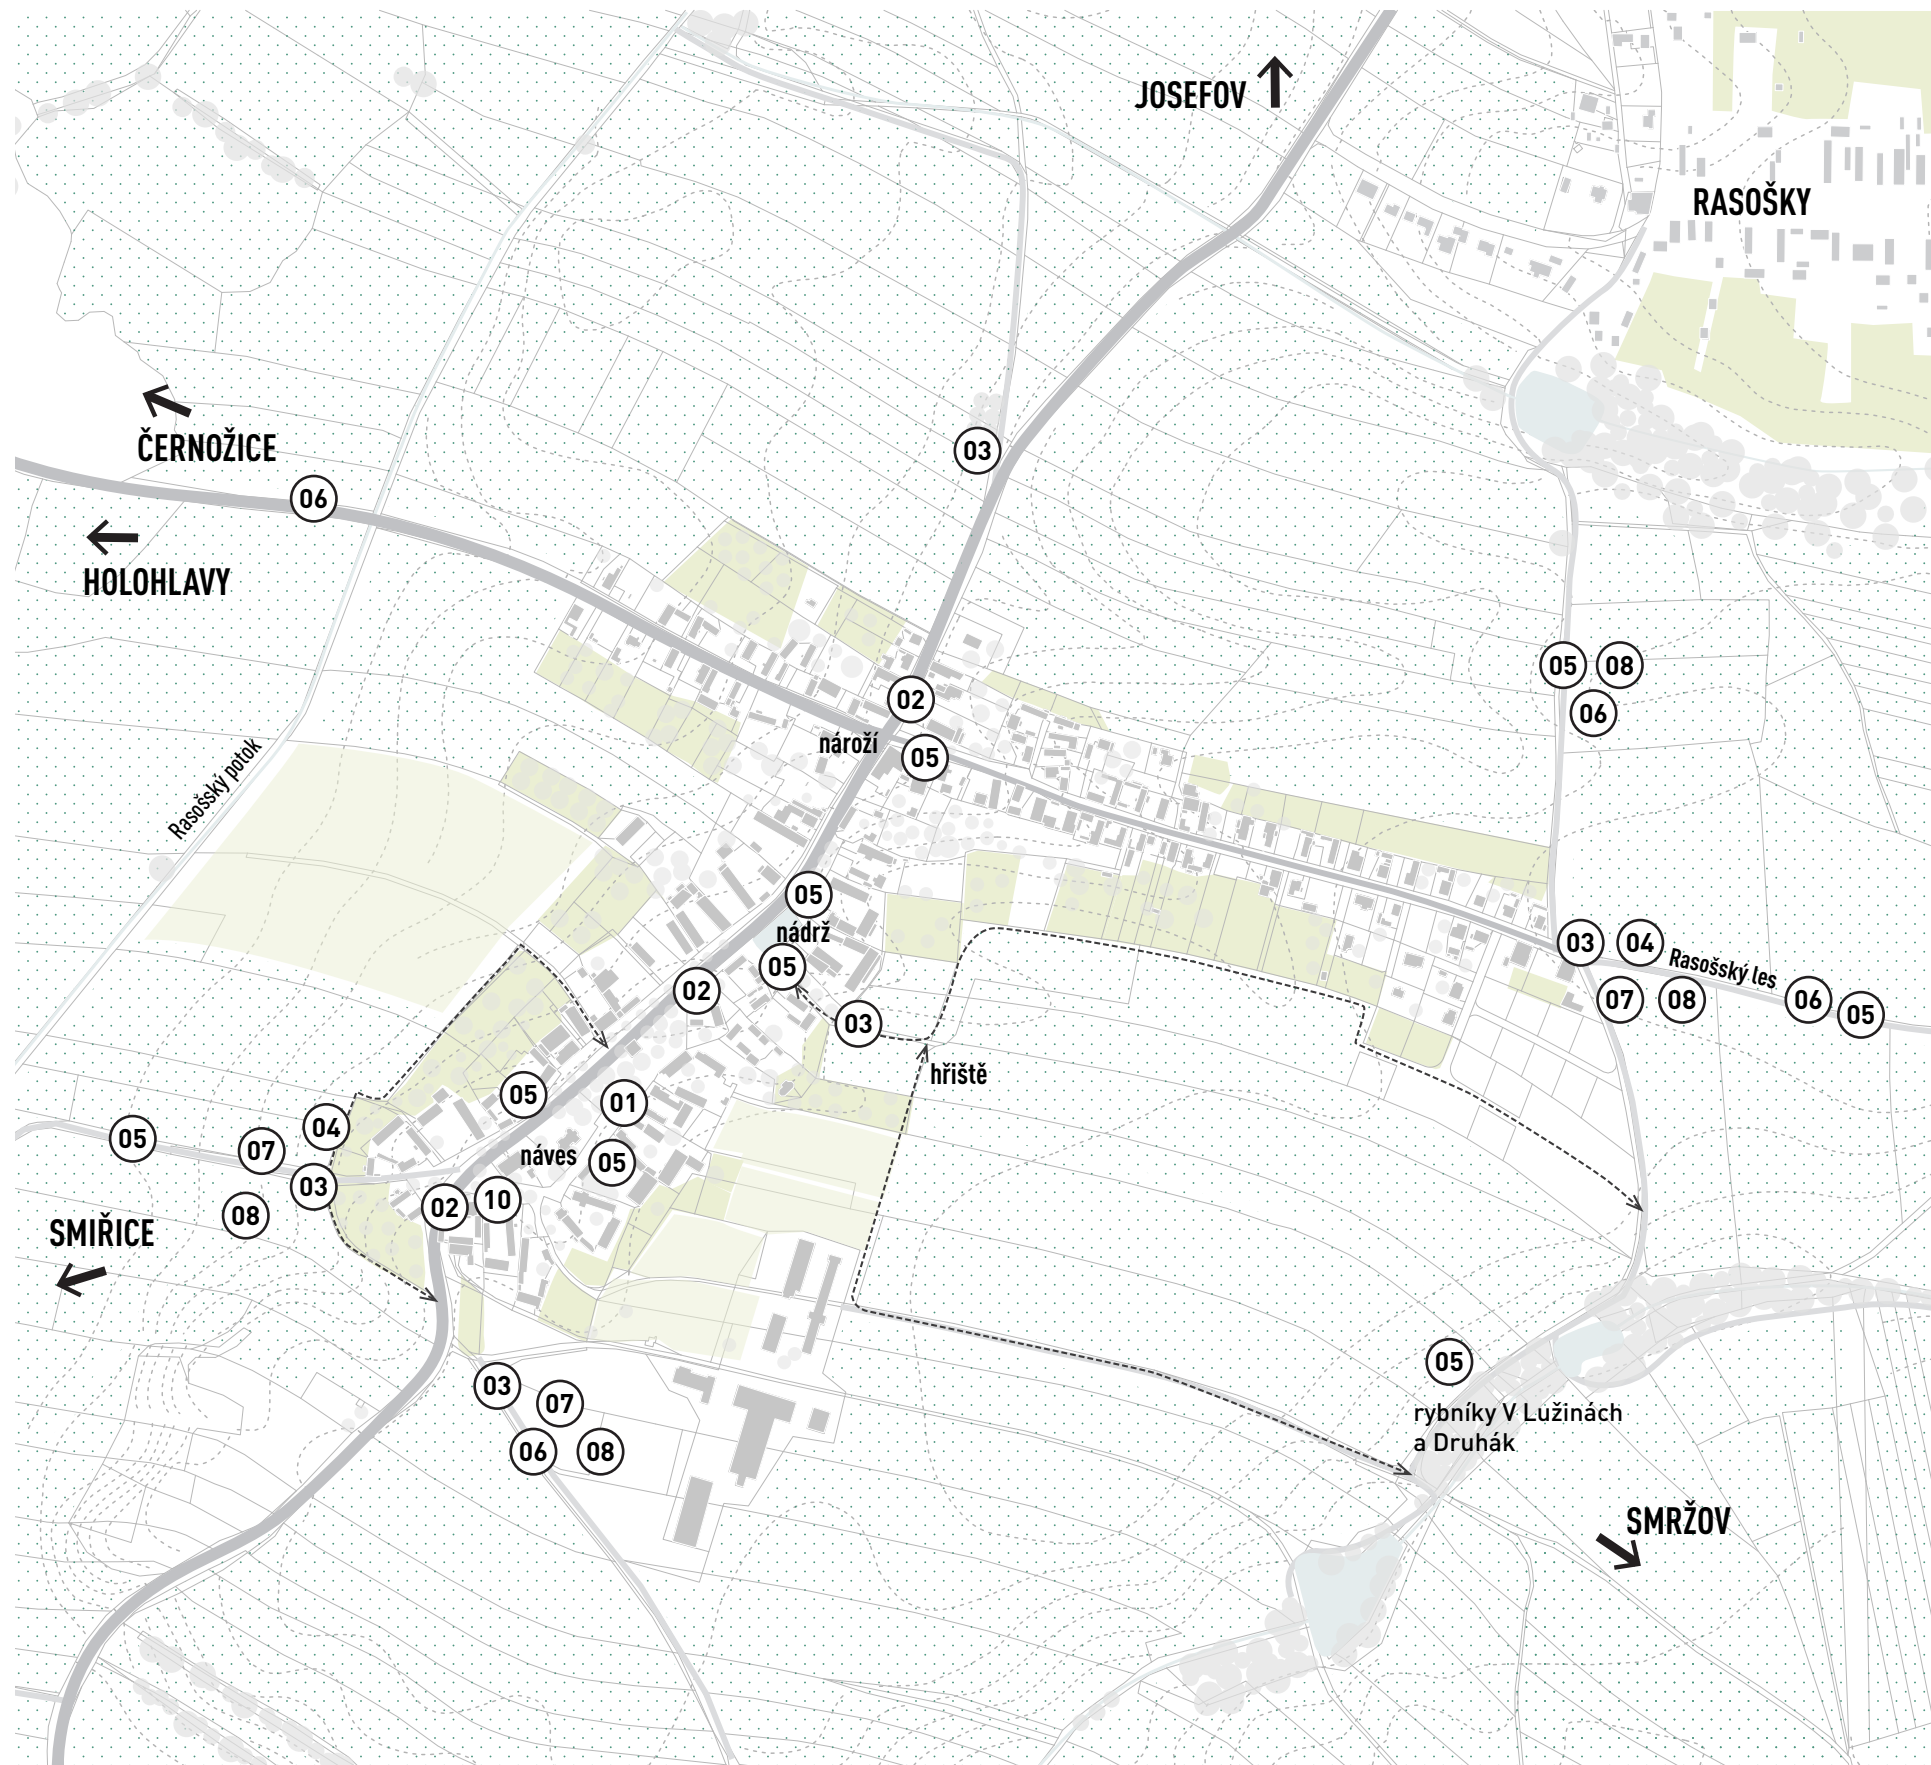 JOSEFOV
RASOŠKY
ČERNOŽICE
03
06
HOLOHLAVY
05 08
06
02
nároží
05
Rasošský potok
05
nádrž
05
02
03 04
Rasošský les
07 08
06
05
03
hřiště
05
01
04
05
07
náves
05
03
10
02
08
SMIŘICE
03
07
06
08
05
rybníky V Lužinách
a Druhák
SMRŽOV